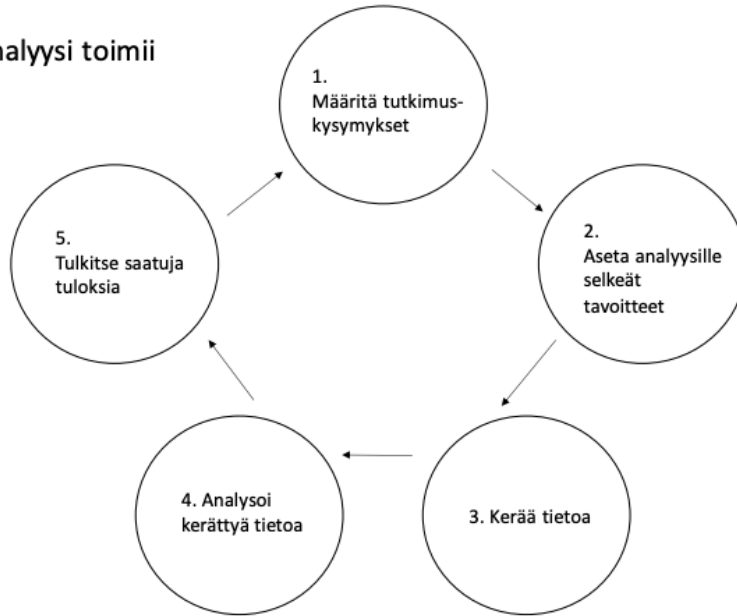 nalyysi toimii
1.
Määritä tutkimus-
kysymykset
2.
Aseta analyysille
selkeät
tavoitteet
3. Kerää tietoa
4. Analysoi
kerättyä tietoa
5.
Tulkitse saatuja
tuloksia